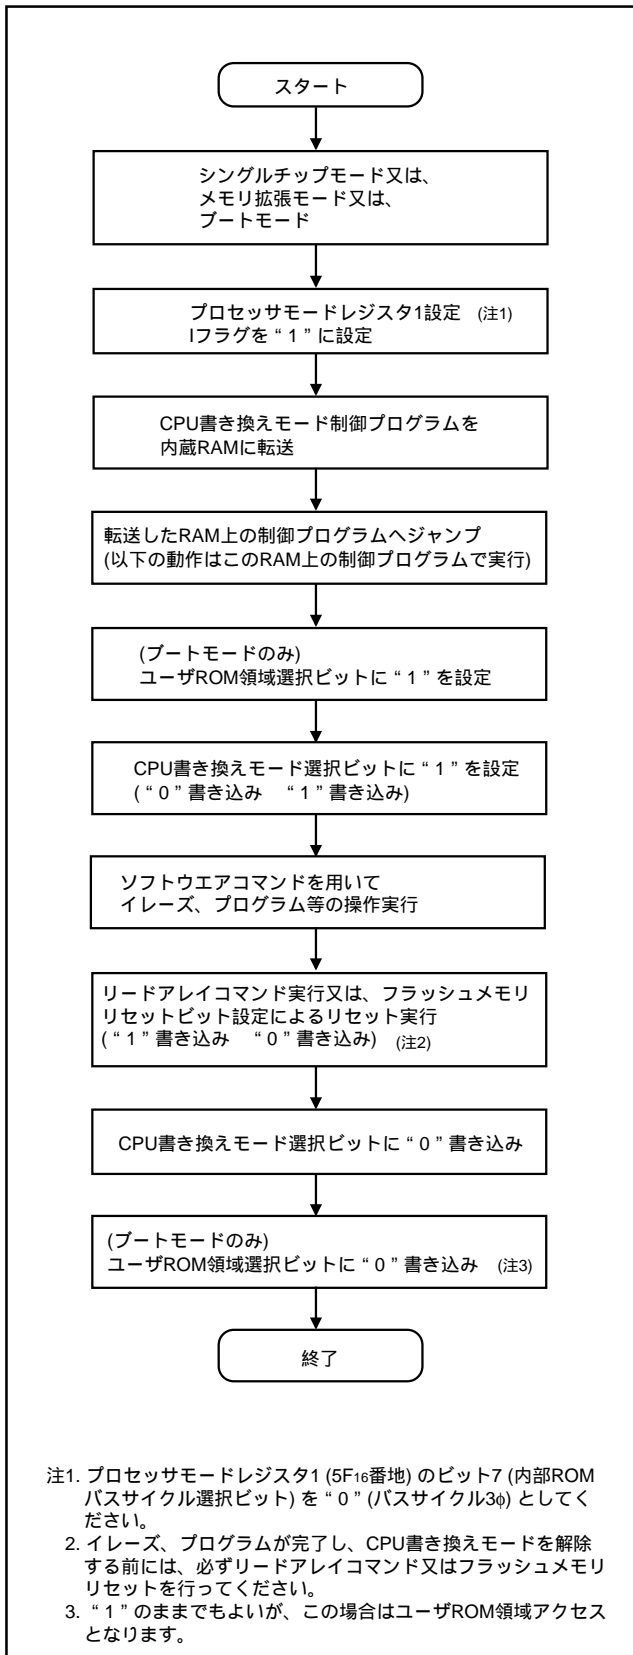 スタート
シングルチップモード又は、
メモリ拡張モード又は、
ブートモード
プロセッサモードレジスタ1設定 (注1)
Iフラグを“1”に設定
CPU書き換えモード制御プログラムを
内蔵RAMに転送
転送したRAM上の制御プログラムへジャンプ
(以下の動作はこのRAM上の制御プログラムで実行)
(ブートモードのみ)
ユーザROM領域選択ビットに“1”を設定
CPU書き換えモード選択ビットに“1”を設定
(“0”書き込み　“1”書き込み)
ソフトウエアコマンドを用いて
イレーズ、プログラム等の操作実行
リードアレイコマンド実行又は、フラッシュメモリ
リセットビット設定によるリセット実行
(“1”書き込み　“0”書き込み) (注2)
CPU書き換えモード選択ビットに“0”書き込み
(ブートモードのみ)
ユーザROM領域選択ビットに“0”書き込み (注3)
終了
注1. プロセッサモードレジスタ1 (5F16番地) のビット7 (内部ROM
バスサイクル選択ビット) を“0” (バスサイクル3φ) としてく
ださい。
2. イレーズ、プログラムが完了し、CPU書き換えモードを解除
する前には、必ずリードアレイコマンド又はフラッシュメモリ
リセットを行ってください。
3. “1”のままでもよいが、この場合はユーザROM領域アクセス
となります。